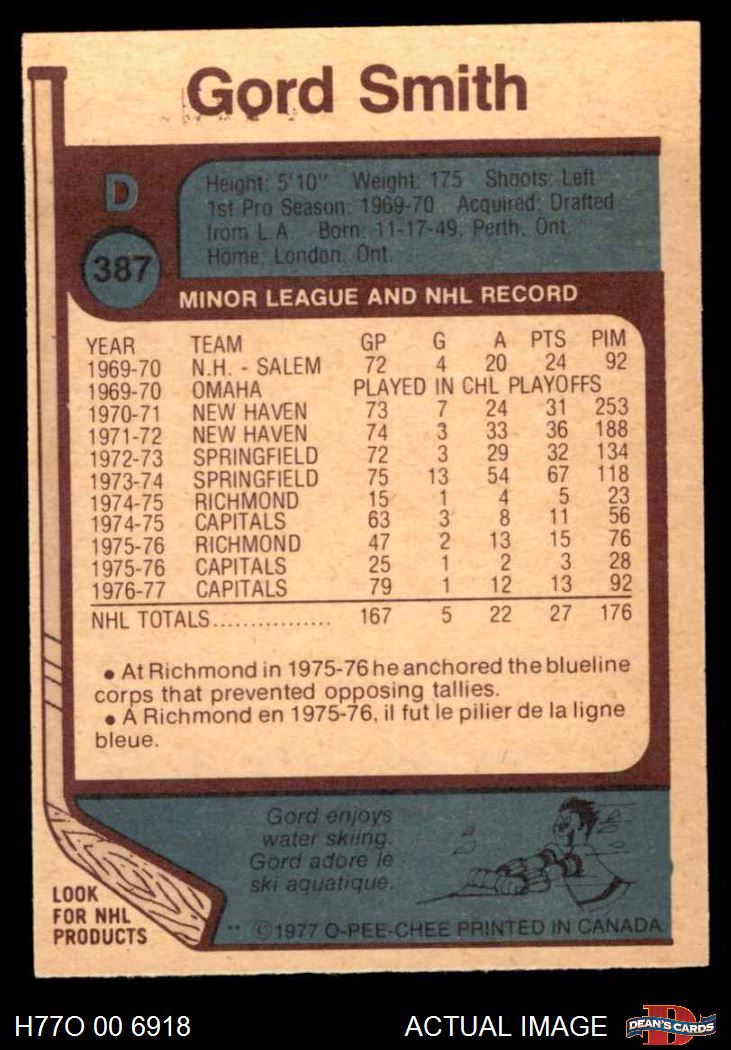 Gord Smith
D
387
Height: 5'10" Weight: 175 Shoots: Left
1st Pro Season: 1969-70 Acquired: Drafted
from L.A. Born: 11-17-49, Perth, Ont.
Home: London, Ont.
MINOR LEAGUE AND NHL RECORD
YEAR TEAM GP G A PTS PIM
1969-70 N.H. - SALEM 72 4 20 24 92
1969-70 OMAHA PLAYED IN CHL PLAYOFFS
1970-71 NEW HAVEN 73 7 24 31 253
1971-72 NEW HAVEN 74 3 33 36 188
1972-73 SPRINGFIELD 72 3 29 32 134
1973-74 SPRINGFIELD 75 13 54 67 118
1974-75 RICHMOND 15 1 4 5 23
1974-75 CAPITALS 63 3 8 11 56
1975-76 RICHMOND 47 2 13 15 76
1975-76 CAPITALS 25 1 2 3 28
1976-77 CAPITALS 79 1 12 13 92
NHL TOTALS................ 167 5 22 27 176
• At Richmond in 1975-76 he anchored the blueline
corps that prevented opposing tallies.
• A Richmond en 1975-76, il fut le pilier de la ligne
bleue.
Gord enjoys
water skiing.
Gord adore le
ski aquatique.
LOOK
FOR NHL
PRODUCTS
** ©1977 O-PEE-CHEE PRINTED IN CANADA
H77O 00 6918
ACTUAL IMAGE
D
DEAN'S CARDS